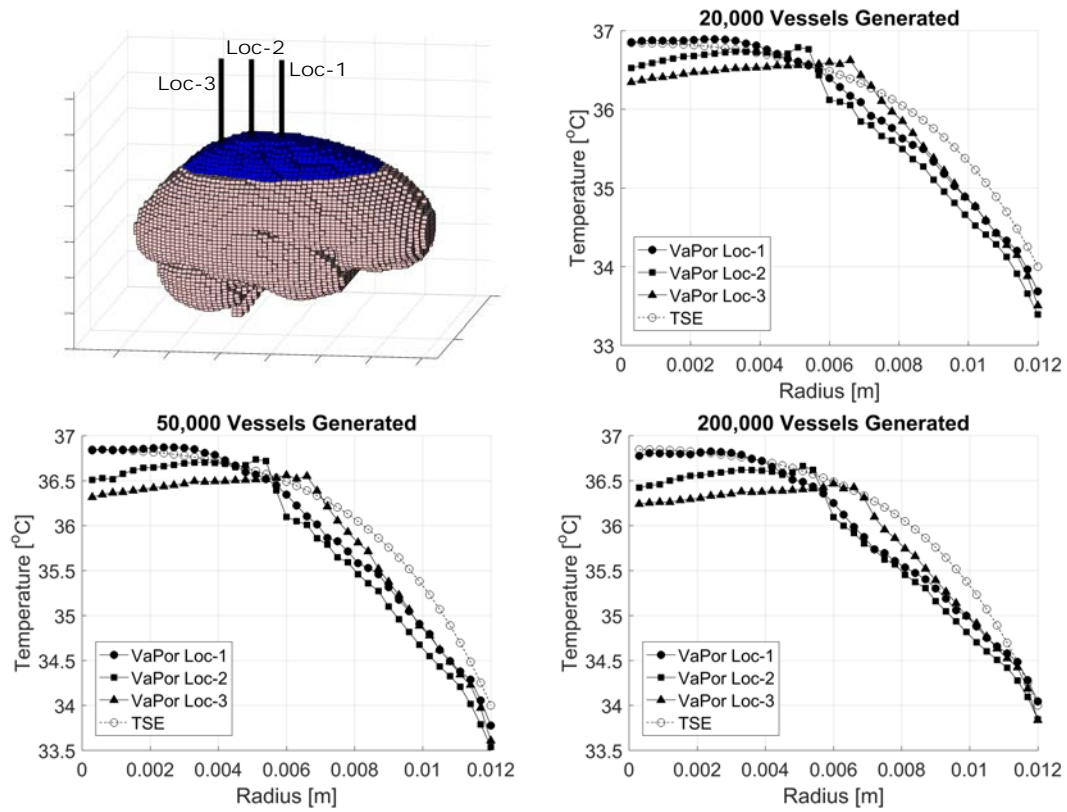 Loc-2
Loc-3
Loc-1
20,000 Vessels Generated
37
36
35
34
33
Temperature [°C]
VaPor Loc-1
VaPor Loc-2
VaPor Loc-3
TSE
0 0.002 0.004 0.006 0.008 0.01 0.012
Radius [m]
50,000 Vessels Generated
37
36.5
36
35.5
35
34.5
34
33.5
Temperature [°C]
VaPor Loc-1
VaPor Loc-2
VaPor Loc-3
TSE
0 0.002 0.004 0.006 0.008 0.01 0.012
Radius [m]
200,000 Vessels Generated
37
36.5
36
35.5
35
34.5
34
33.5
Temperature [°C]
VaPor Loc-1
VaPor Loc-2
VaPor Loc-3
TSE
0 0.002 0.004 0.006 0.008 0.01 0.012
Radius [m]